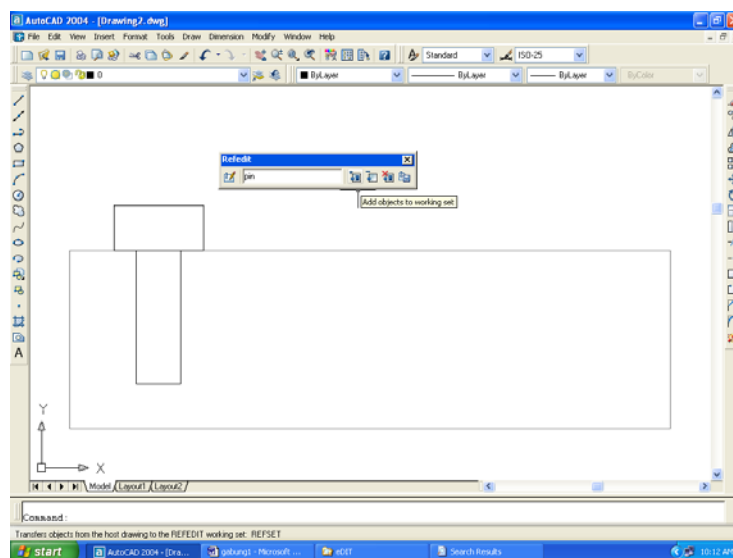 AutoCAD 2004 - [Drawing2.dwg]
File Edit View Insert Format Tools Draw Dimension Modify Window Help
Standard ISO-25
0 ByLayer ByLayer ByLayer ByColor
Refedit
pin
Add objects to working set
Y
X
Model Layout1 Layout2
Command:
Transfers objects from the host drawing to the REFEDIT working set: REFSET
start AutoCAD 2004 - [Dra... gabung1 - Microsoft ... eDIT Search Results 10:12 AM